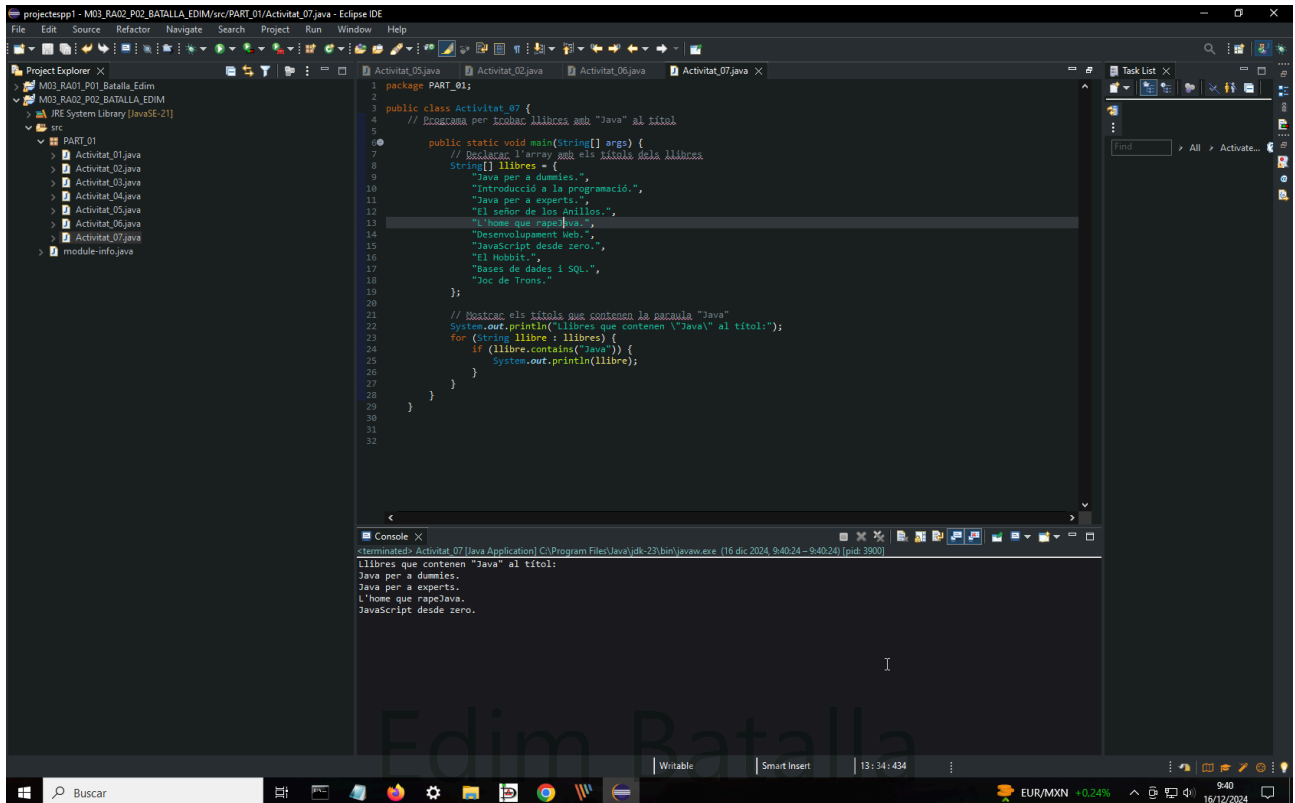 projectespp1 - M03_RA02_P02_BATALLA_EDIM/src/PART_01/Activitat_07.java - Eclipse IDE
File Edit Source Refactor Navigate Search Project Run Window Help
Project Explorer
M03_RA01_P01_Batalla_Edim
M03_RA02_P02_BATALLA_EDIM
JRE System Library [JavaSE-21]
src
PART_01
Activitat_01.java
Activitat_02.java
Activitat_03.java
Activitat_04.java
Activitat_05.java
Activitat_06.java
Activitat_07.java
module-info.java
Activitat_05.java Activitat_02.java Activitat_06.java Activitat_07.java
1 package PART_01;
2
3 public class Activitat_07 {
4 // Programa per trobar llibres amb "Java" al títol
5
6 public static void main(String[] args) {
7 // Declarar l'array amb els títols dels llibres
8 String[] llibres = {
9 "Java per a dummies.",
10 "Introducció a la programació.",
11 "Java per a experts.",
12 "El señor de los Anillos.",
13 "L'home que rapeJava.",
14 "Desenvolupament Web.",
15 "JavaScript desde zero.",
16 "El Hobbit.",
17 "Bases de dades i SQL.",
18 "Joc de Trons."
19 };
20
21 // Mostrar els títols que contenen la paraula "Java"
22 System.out.println("Llibres que contenen \"Java\" al títol:");
23 for (String llibre : llibres) {
24 if (llibre.contains("Java")) {
25 System.out.println(llibre);
26 }
27 }
28 }
29 }
30
31
32
Task List
Find All Activate...
Console
<terminated> Activitat_07 [Java Application] C:\Program Files\Java\jdk-23\bin\javaw.exe (16 dic 2024, 9:40:24 – 9:40:24) [pid: 3900]
Llibres que contenen "Java" al títol:
Java per a dummies.
Java per a experts.
L'home que rapeJava.
JavaScript desde zero.
Edim Batalla
Writable Smart Insert 13 : 34 : 434
Buscar
EUR/MXN +0,24%
9:40
16/12/2024